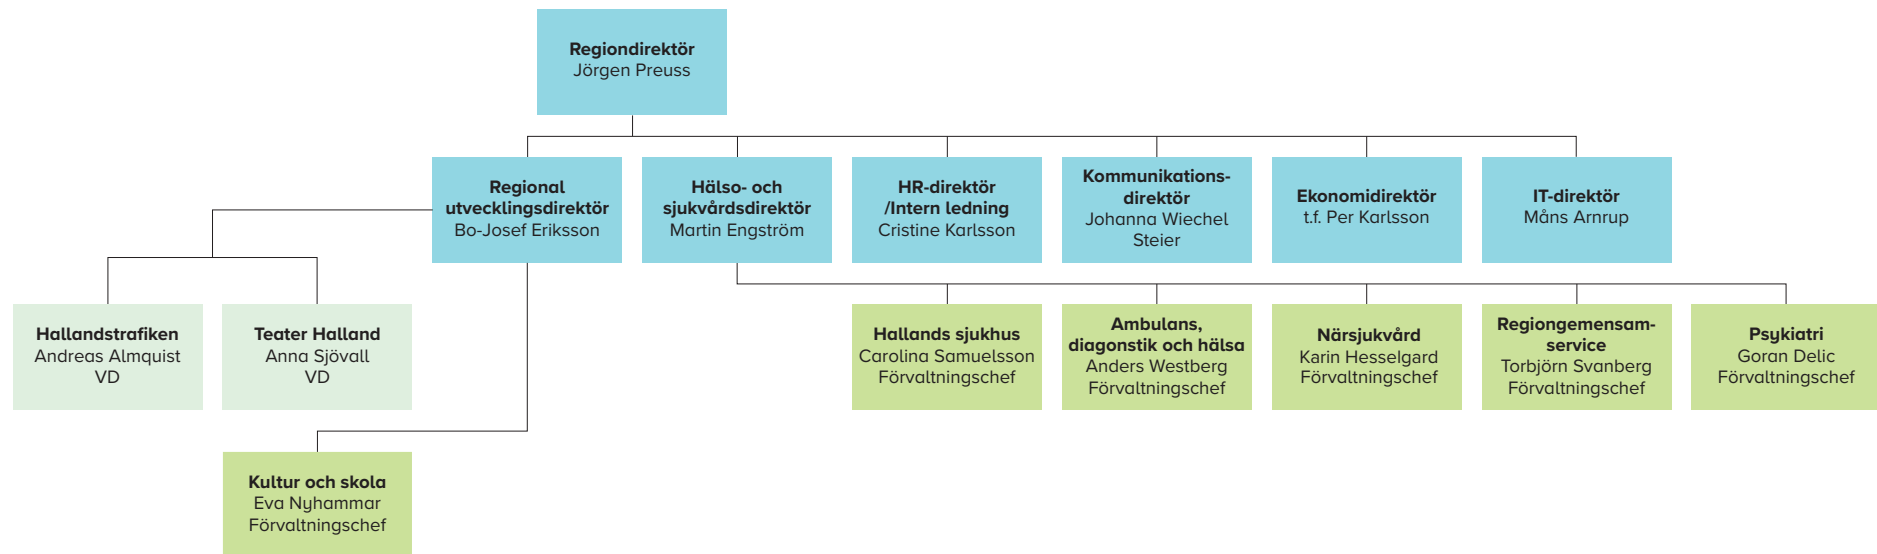 Regiondirektör
Jörgen Preuss
Regional
utvecklingsdirektör
Bo-Josef Eriksson
Hälso- och
sjukvårdsdirektör
Martin Engström
HR-direktör
/Intern ledning
Cristine Karlsson
Kommunikations-
direktör
Johanna Wiechel
Steier
Ekonomidirektör
t.f. Per Karlsson
IT-direktör
Måns Arnrup
Hallandstrafiken
Andreas Almquist
VD
Teater Halland
Anna Sjövall
VD
Hallands sjukhus
Carolina Samuelsson
Förvaltningschef
Ambulans,
diagonstik och hälsa
Anders Westberg
Förvaltningschef
Närsjukvård
Karin Hesselgard
Förvaltningschef
Regiongemensam-
service
Torbjörn Svanberg
Förvaltningschef
Psykiatri
Goran Delic
Förvaltningschef
Kultur och skola
Eva Nyhammar
Förvaltningschef